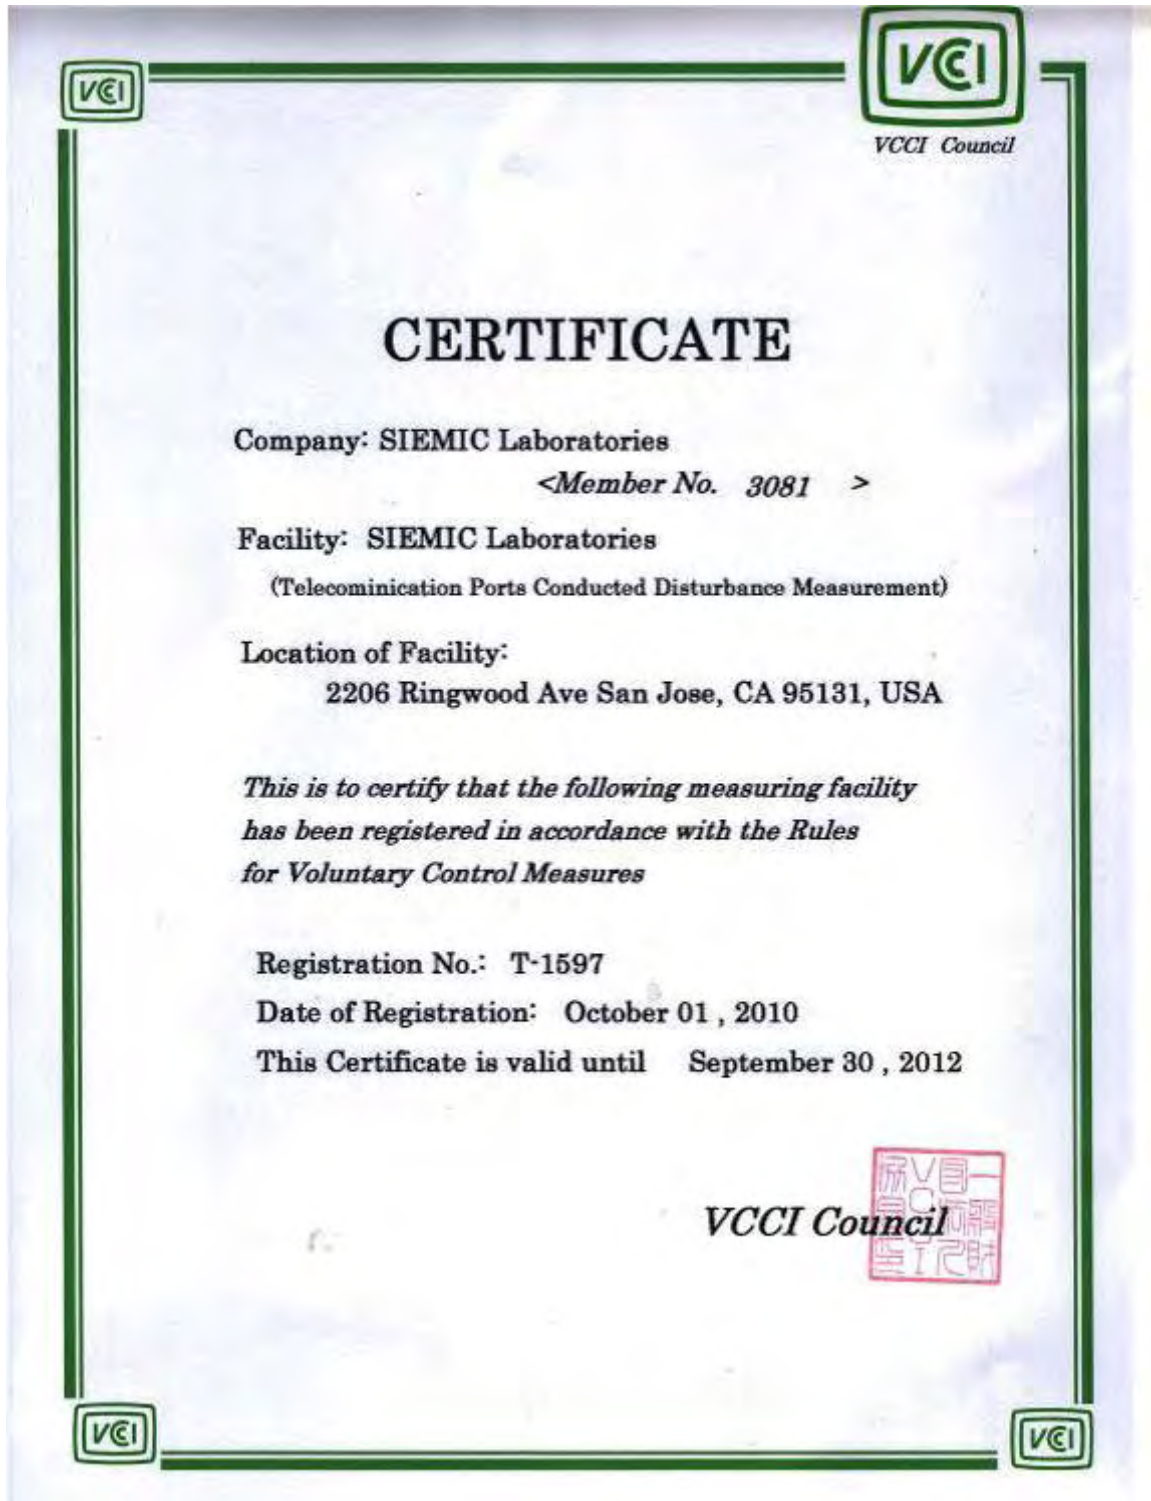 VCCI
VCCI
VCCI Council
CERTIFICATE
Company: SIEMIC Laboratories
<Member No. 3081 >
Facility: SIEMIC Laboratories
(Telecominication Ports Conducted Disturbance Measurement)
Location of Facility:
2206 Ringwood Ave San Jose, CA 95131, USA
This is to certify that the following measuring facility
has been registered in accordance with the Rules
for Voluntary Control Measures
Registration No.: T-1597
Date of Registration: October 01 , 2010
This Certificate is valid until September 30 , 2012
VCCI Council
VCCI
VCCI